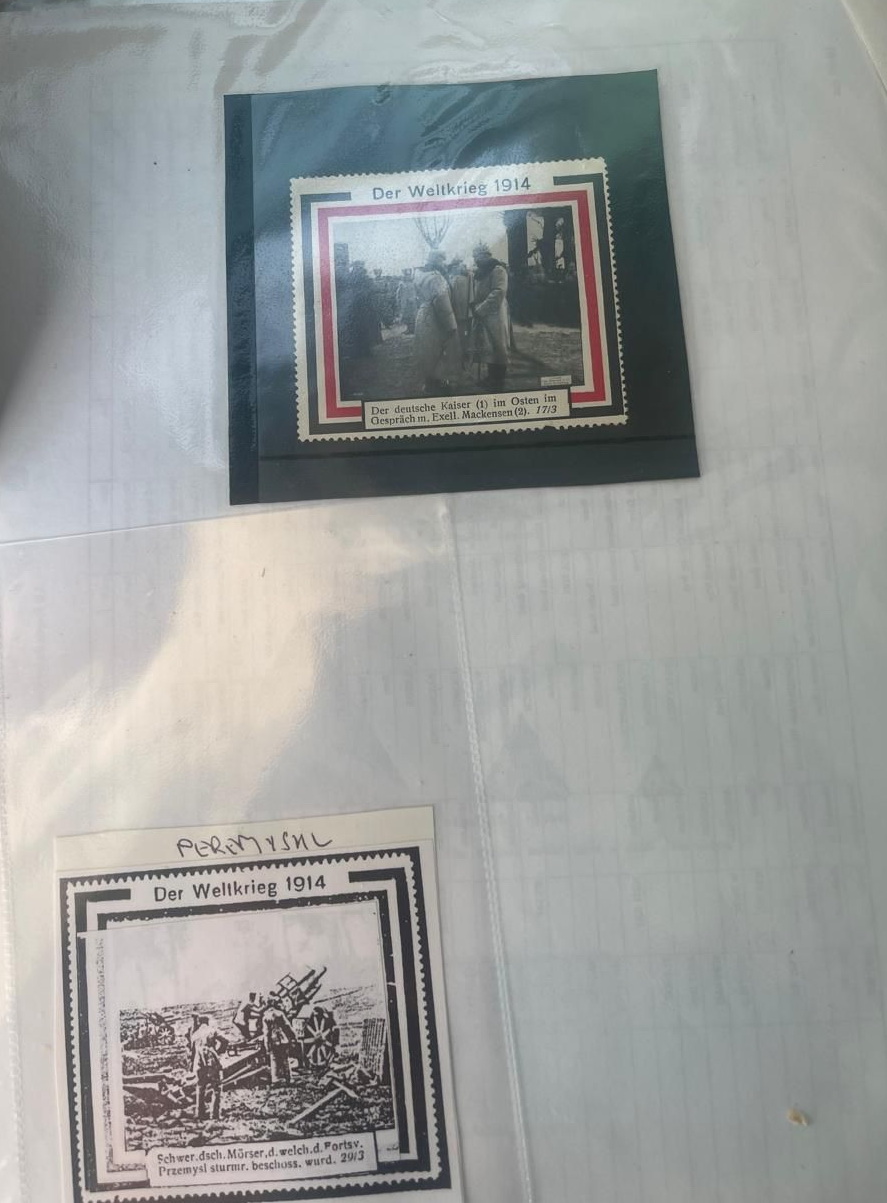 Der Weltkrieg 1914
Der deutsche Kaiser (1) im Osten im
Gespräch m. Exell. Mackensen (2). 17/3
PEREMYSHL
Der Weltkrieg 1914
Schwer. dsch. Mörser, d. welch. d. Fortsv.
Przemysl sturmr. beschoss. wurd. 29/3